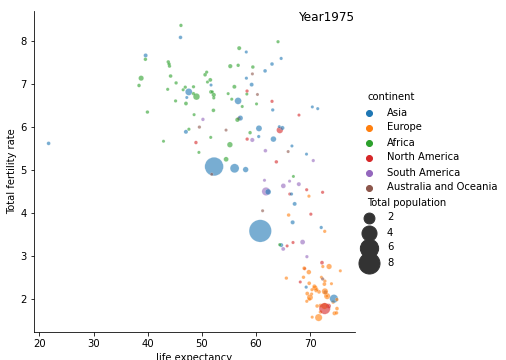 Year1975
Total fertility rate
8
7
6
5
4
3
2
20
30
40
50
60
70
life expectancy
continent
Asia
Europe
Africa
North America
South America
Australia and Oceania
Total population
2
4
6
8